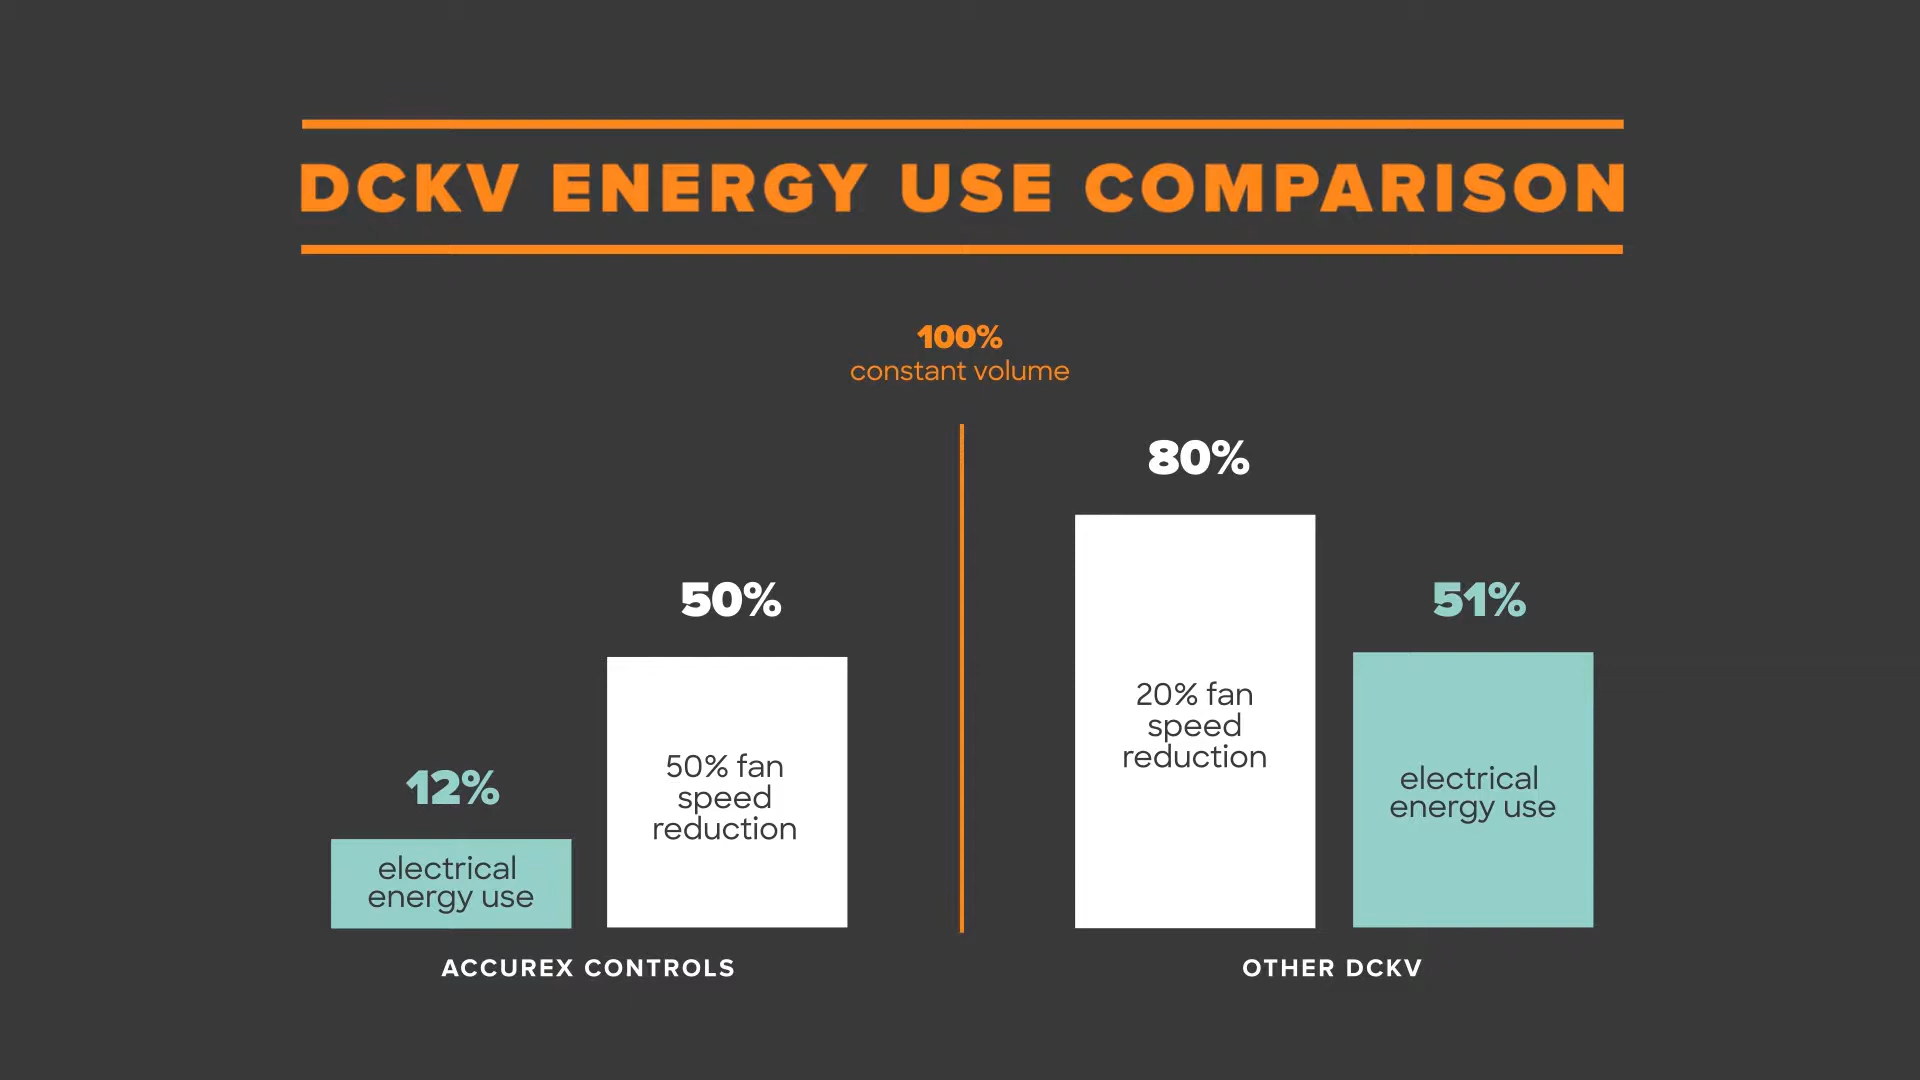 DCKV ENERGY USE COMPARISON
100%
constant volume
12%
electrical
energy use
50%
50% fan
speed
reduction
ACCUREX CONTROLS
80%
20% fan
speed
reduction
51%
electrical
energy use
OTHER DCKV